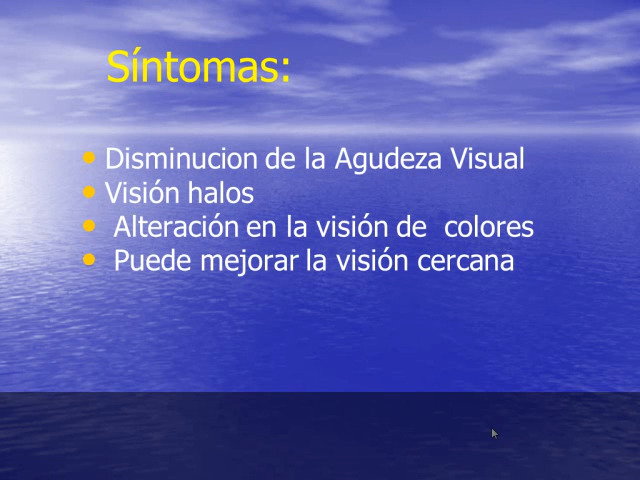 Síntomas:
• Disminucion de la Agudeza Visual
• Visión halos
• Alteración en la visión de colores
• Puede mejorar la visión cercana